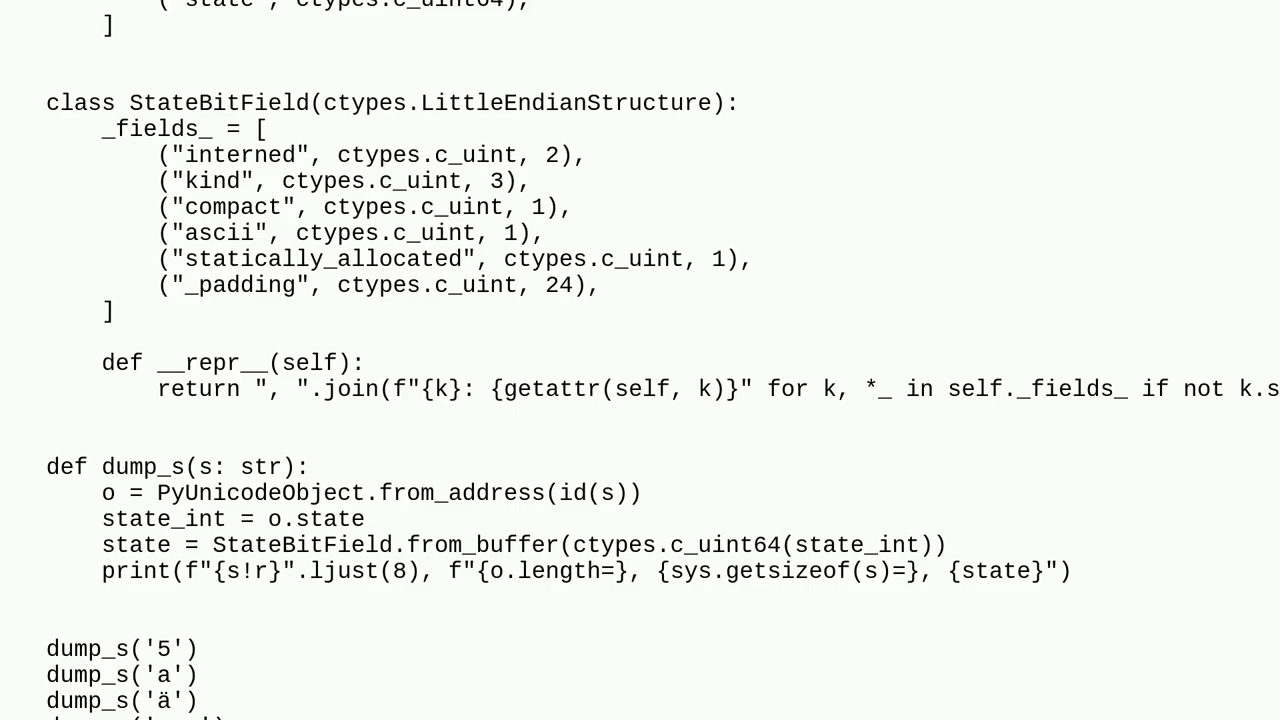 ("state", ctypes.c_uint64),
    ]


class StateBitField(ctypes.LittleEndianStructure):
    _fields_ = [
        ("interned", ctypes.c_uint, 2),
        ("kind", ctypes.c_uint, 3),
        ("compact", ctypes.c_uint, 1),
        ("ascii", ctypes.c_uint, 1),
        ("statically_allocated", ctypes.c_uint, 1),
        ("_padding", ctypes.c_uint, 24),
    ]

    def __repr__(self):
        return ", ".join(f"{k}: {getattr(self, k)}" for k, *_ in self._fields_ if not k.s


def dump_s(s: str):
    o = PyUnicodeObject.from_address(id(s))
    state_int = o.state
    state = StateBitField.from_buffer(ctypes.c_uint64(state_int))
    print(f"{s!r}".ljust(8), f"{o.length=}, {sys.getsizeof(s)=}, {state}")


dump_s('5')
dump_s('a')
dump_s('ä')